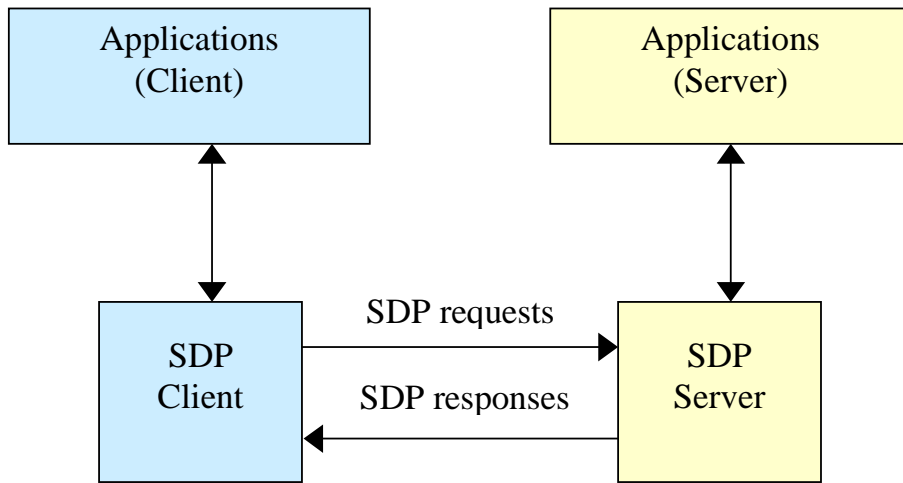 Applications
(Client)
Applications
(Server)
SDP requests
SDP
Client
SDP responses
SDP
Server